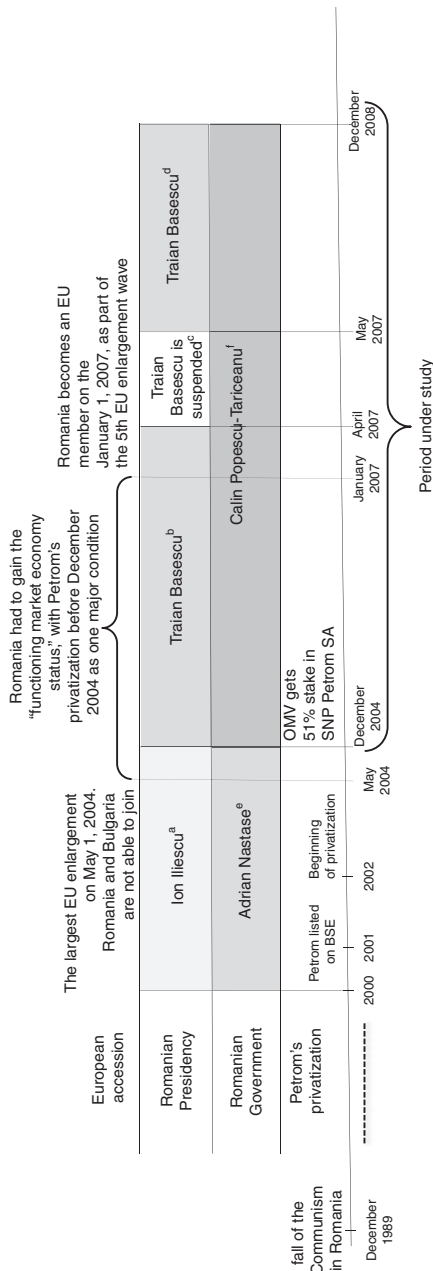 European
accession
The largest EU enlargement
on May 1, 2004.
Romania and Bulgaria
are not able to join
Romania had to gain the
“functioning market economy
status,” with Petrom’s
privatization before December
2004 as one major condition
Romania becomes an EU
member on the
January 1, 2007, as part of
the 5th EU enlargement wave
Romanian
Presidency
Ion Iliescuᵃ
Traian Basescuᵇ
Traian
Basescu is
suspendedᶜ
Traian Basescuᵈ
Romanian
Government
Adrian Nastaseᵉ
Calin Popescu-Tariceanuᶠ
Petrom’s
privatization
Petrom listed
on BSE
Beginning
of privatization
OMV gets
51% stake in
SNP Petrom SA
fall of the
Communism
in Romania
December
1989
2000
2001
2002
May
2004
December
2004
January
2007
April
2007
May
2007
December
2008
Period under study